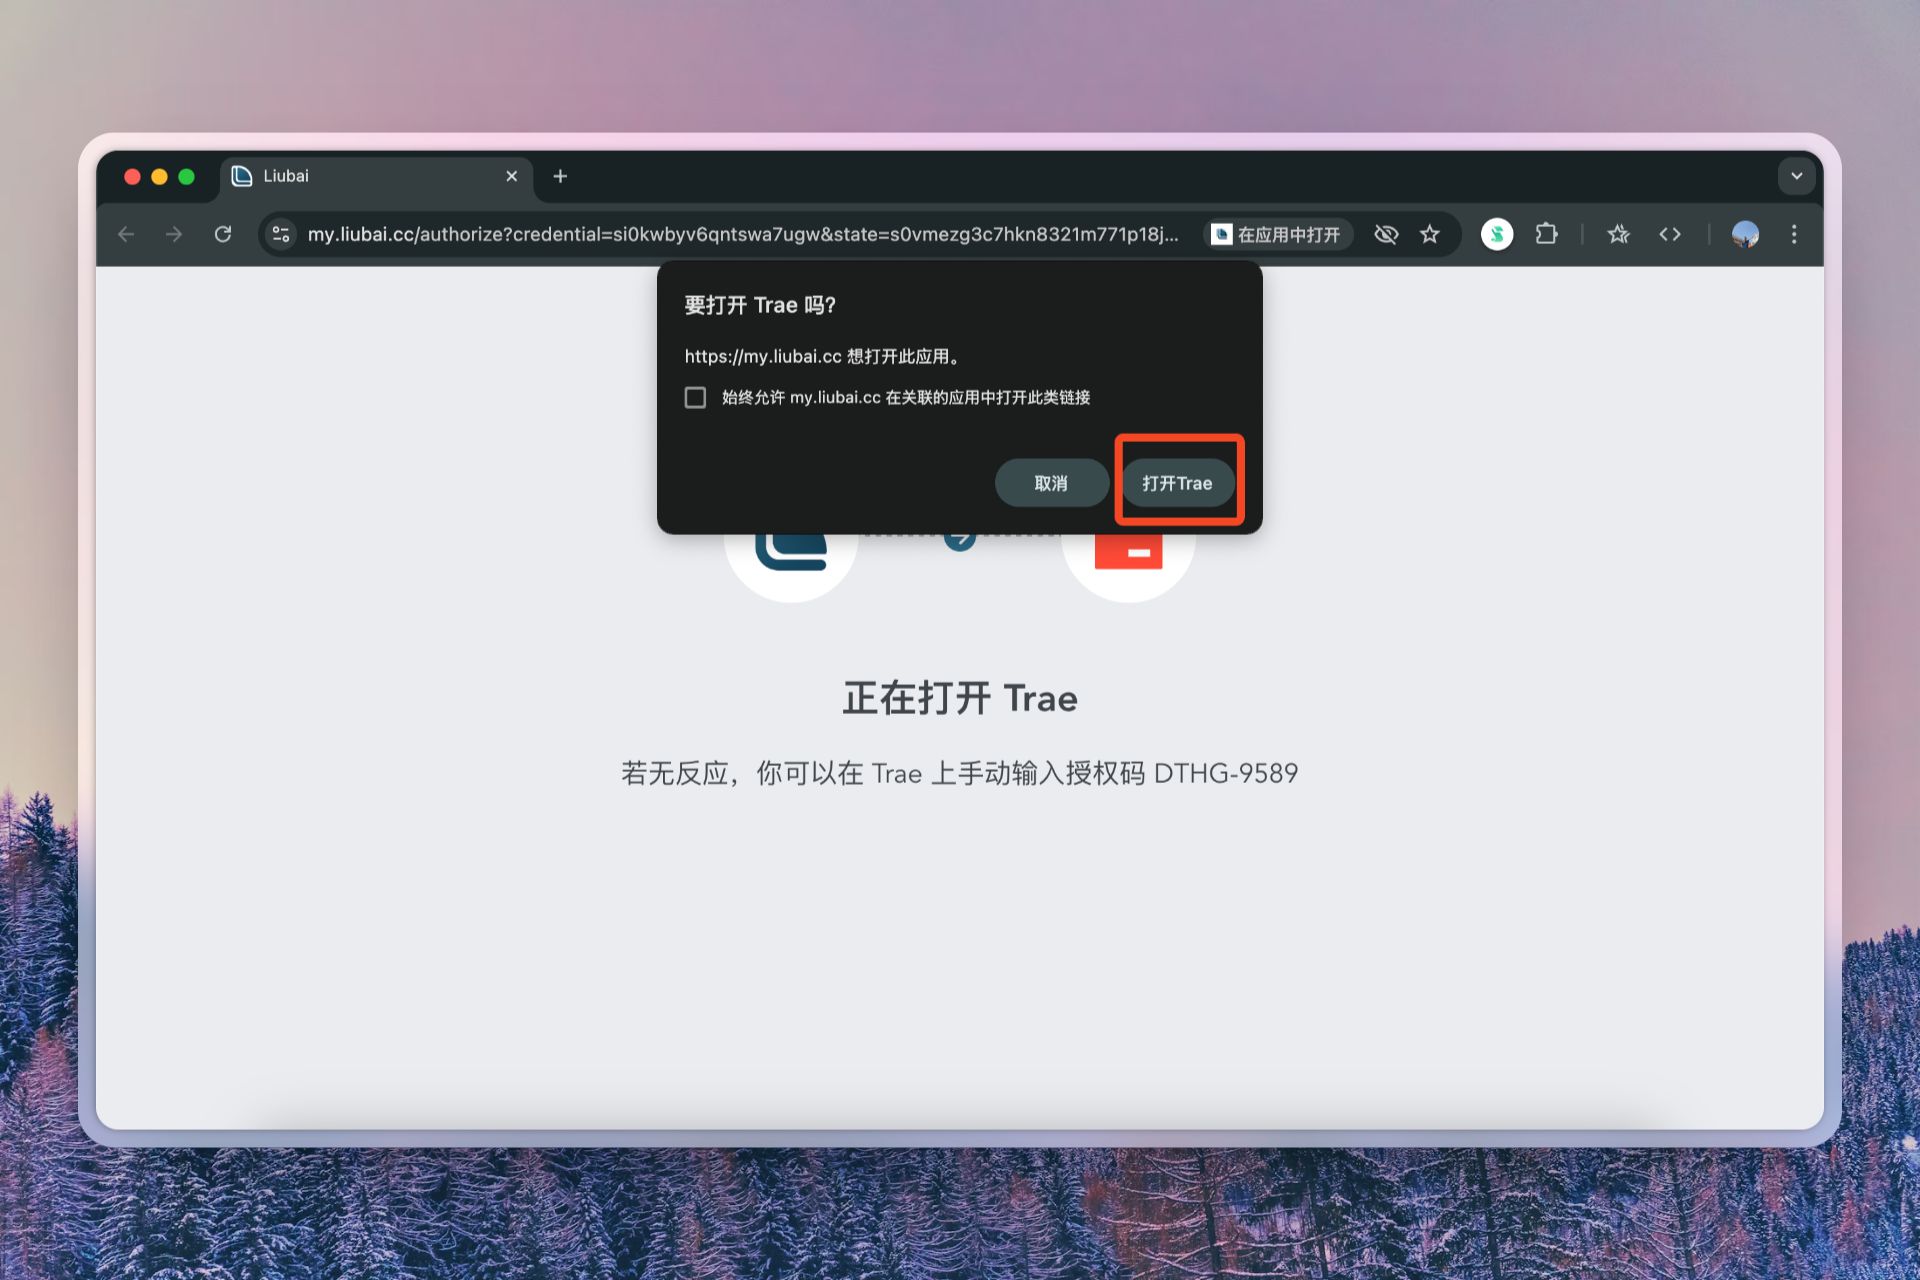 Liubai
my.liubai.cc/authorize?credential=si0kwbyv6qntswa7ugw&state=s0vmezg3c7hkn8321m771p18j...
在应用中打开
要打开 Trae 吗?
https://my.liubai.cc 想打开此应用。
始终允许 my.liubai.cc 在关联的应用中打开此类链接
取消
打开Trae
正在打开 Trae
若无反应，你可以在 Trae 上手动输入授权码 DTHG-9589